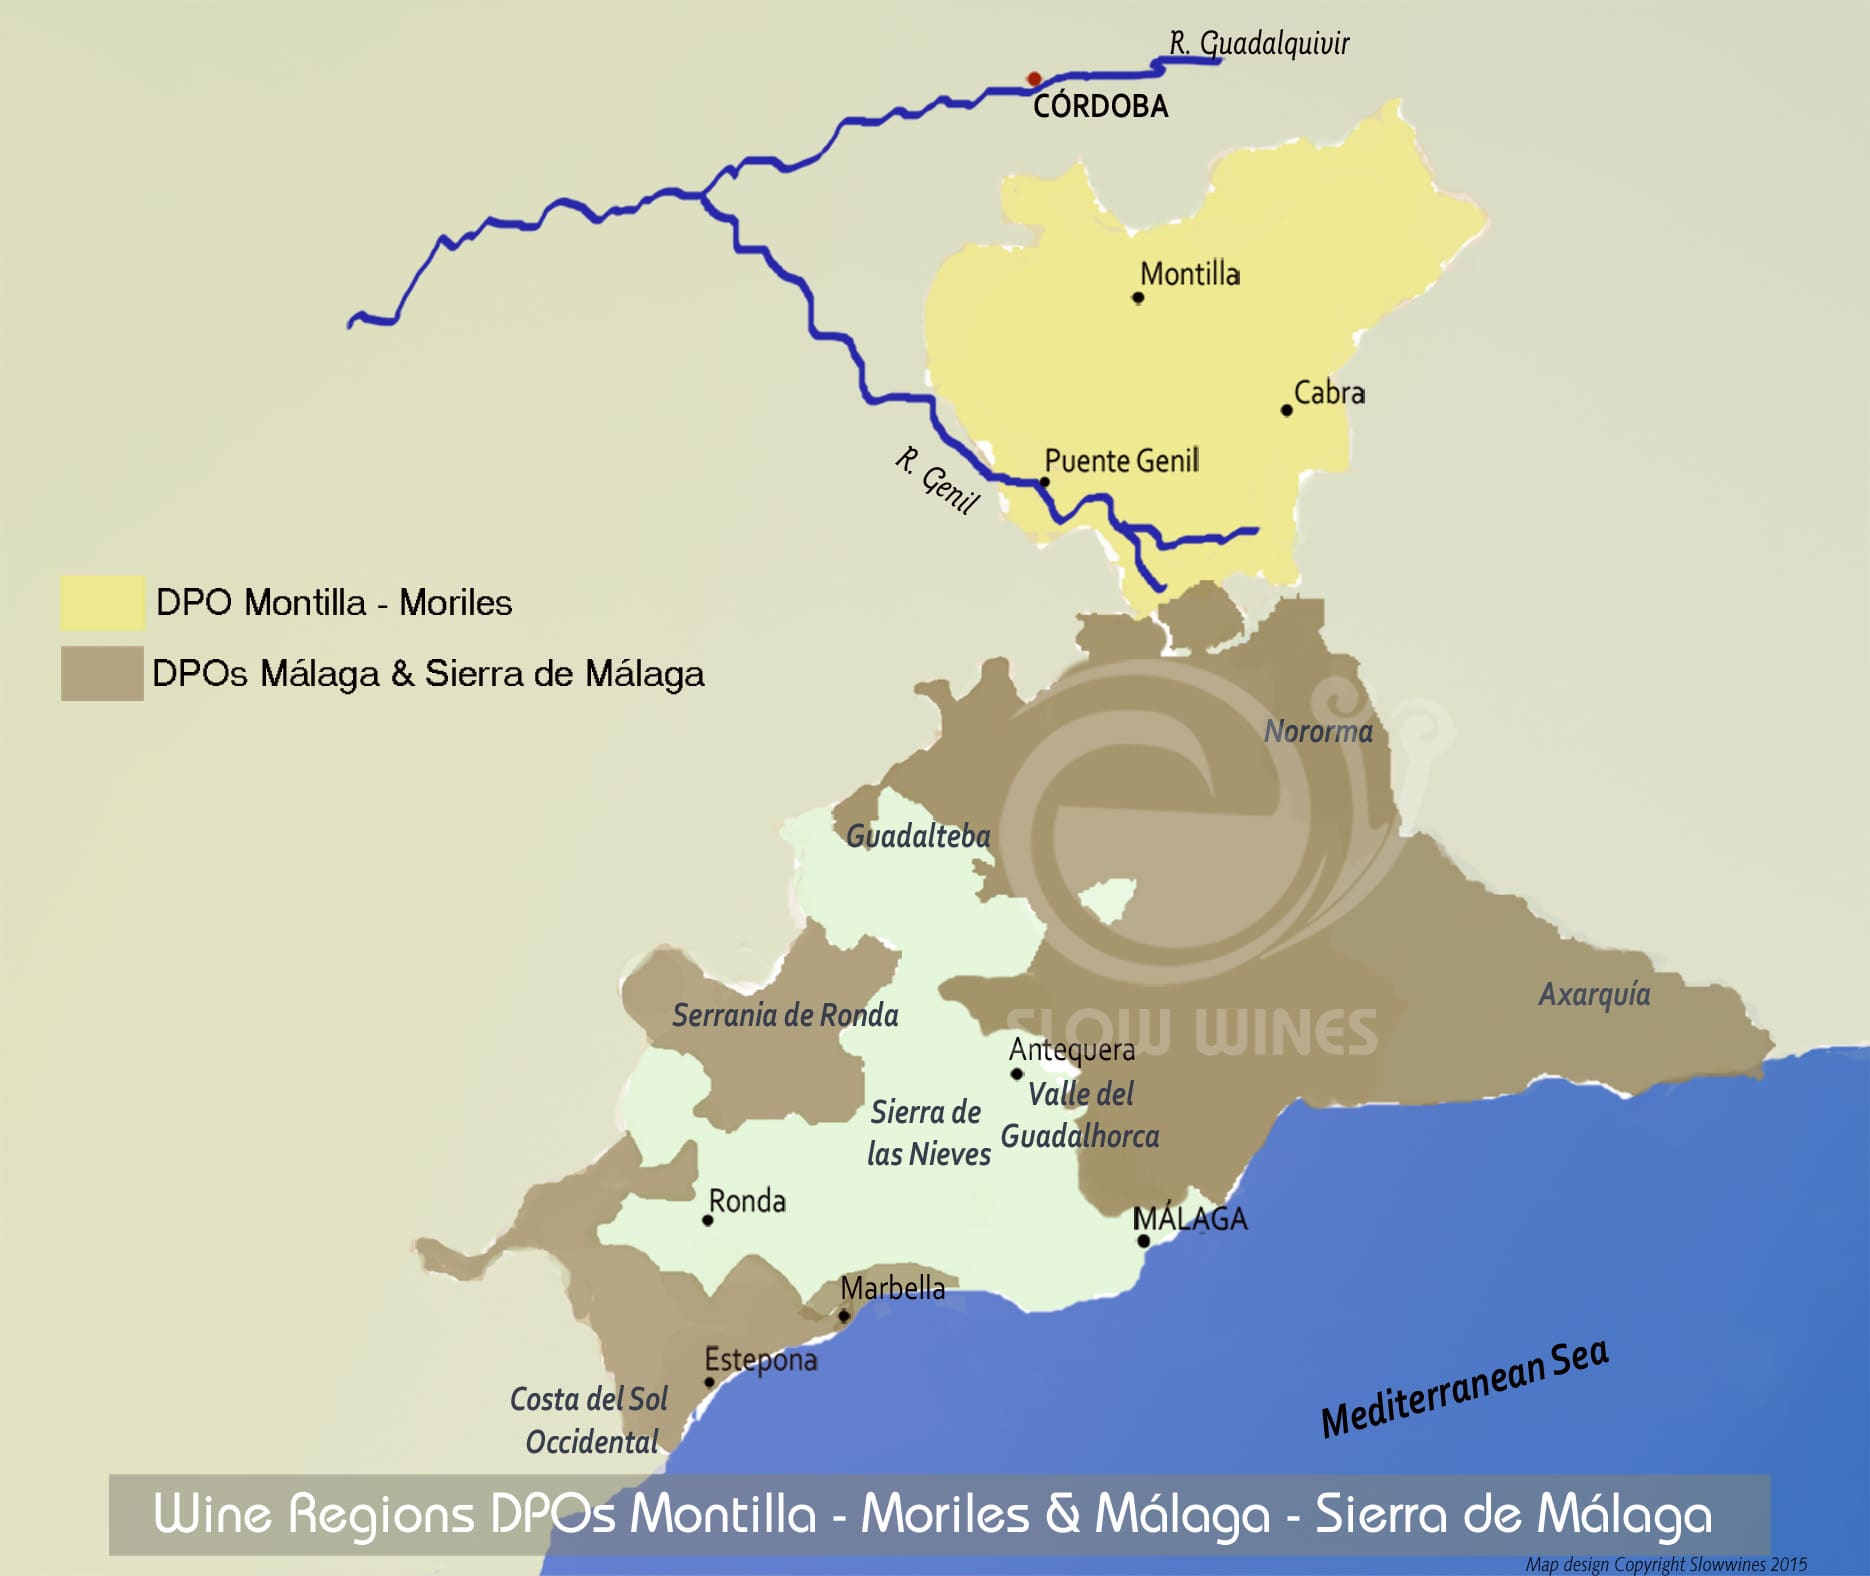 R. Guadalquivir
CÓRDOBA
Montilla
Cabra
Puente Genil
R. Genil
DPO Montilla - Moriles
DPOs Málaga & Sierra de Málaga
Nororma
Guadalteba
Axarquía
Serrania de Ronda
SLOW WINES
Antequera
Valle del
Guadalhorca
Sierra de
las Nieves
Ronda
MÁLAGA
Marbella
Estepona
Costa del Sol
Occidental
Mediterranean Sea
Wine Regions DPOs Montilla - Moriles & Málaga - Sierra de Málaga
Map design Copyright Slowwines 2015